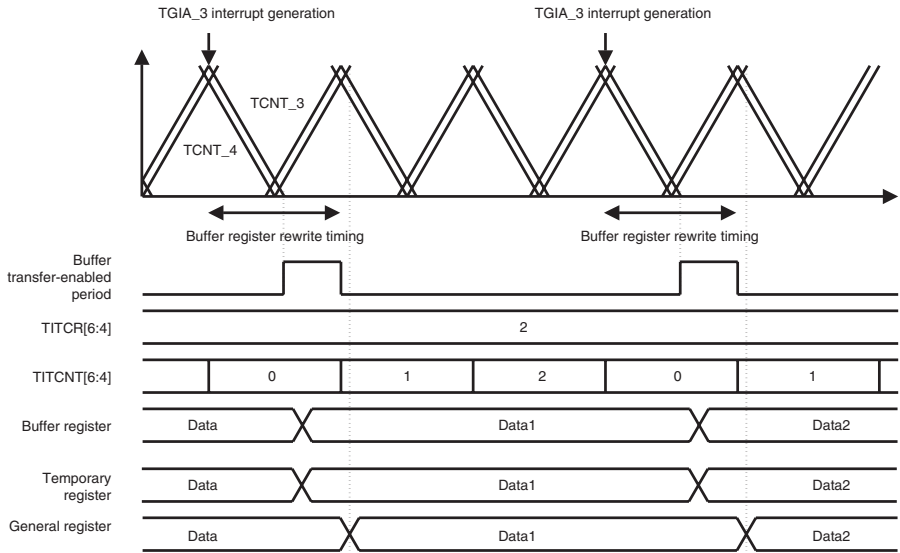 TGIA_3 interrupt generation
TGIA_3 interrupt generation
TCNT_3
TCNT_4
Buffer register rewrite timing
Buffer register rewrite timing
Buffer
transfer-enabled
period
TITCR[6:4]
2
TITCNT[6:4]
0
1
2
0
1
Buffer register
Data
Data1
Data2
Temporary
register
Data
Data1
Data2
General register
Data
Data1
Data2